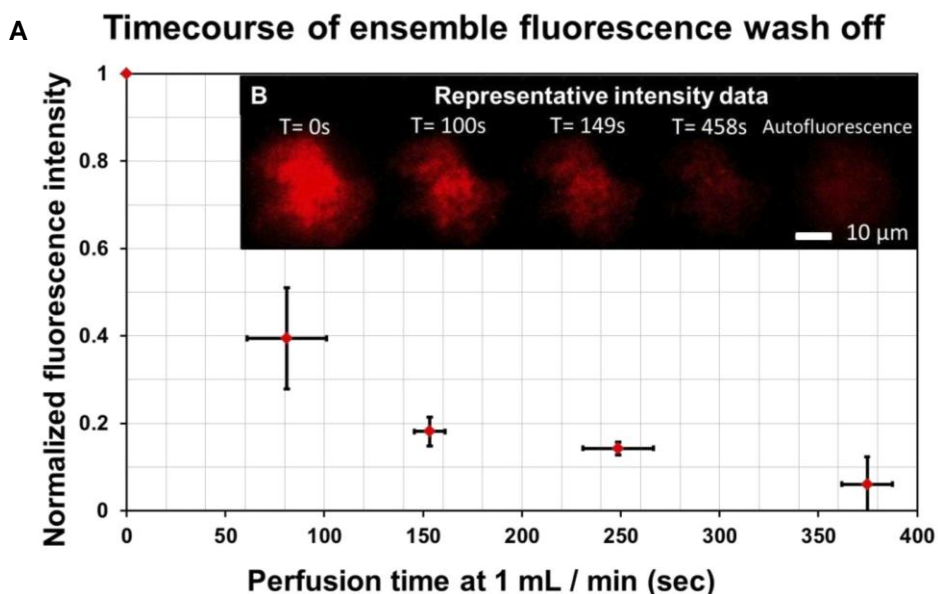 A
Timecourse of ensemble fluorescence wash off
Normalized fluorescence intensity
1
0.8
0.6
0.4
0.2
0
B
Representative intensity data
T= 0s
T= 100s
T= 149s
T= 458s
Autofluorescence
10 µm
0
50
100
150
200
250
300
350
400
Perfusion time at 1 mL / min (sec)